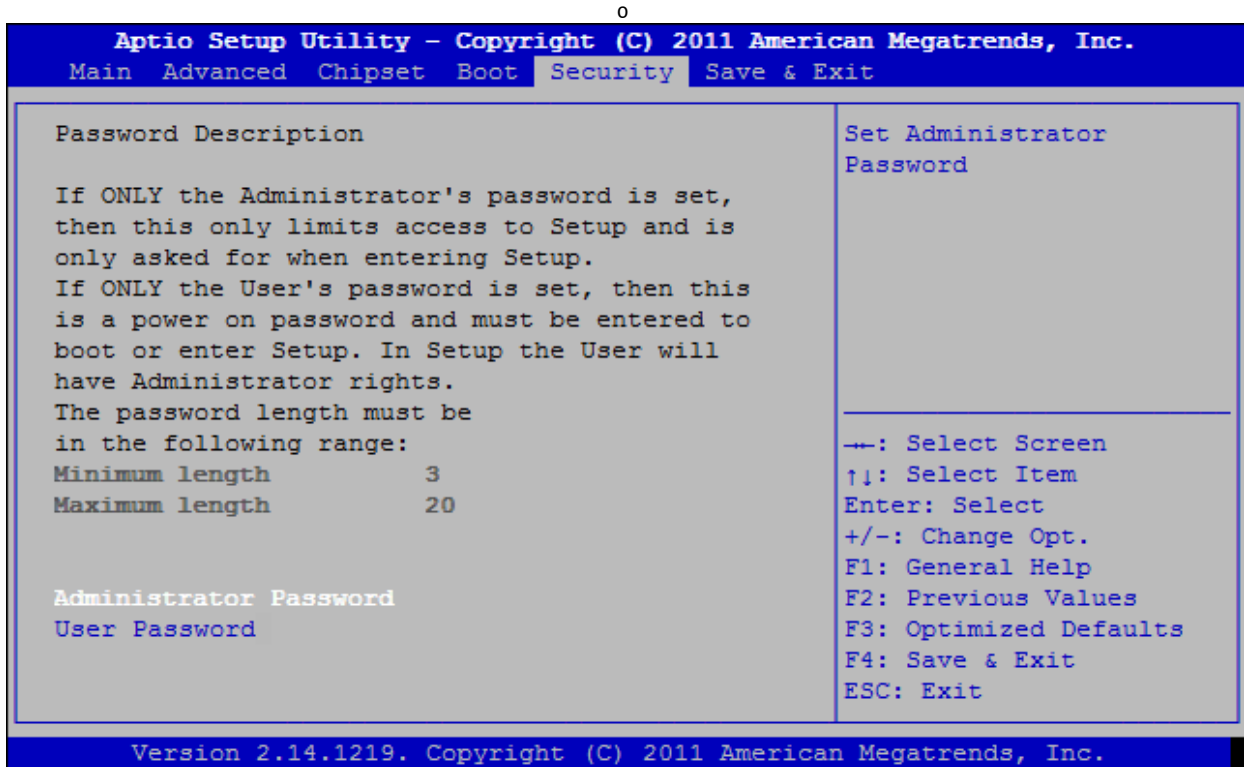 o
Aptio Setup Utility – Copyright (C) 2011 American Megatrends, Inc.
Main Advanced Chipset Boot Security Save & Exit
Password Description
If ONLY the Administrator's password is set,
then this only limits access to Setup and is
only asked for when entering Setup.
If ONLY the User's password is set, then this
is a power on password and must be entered to
boot or enter Setup. In Setup the User will
have Administrator rights.
The password length must be
in the following range:
Minimum length 3
Maximum length 20
Administrator Password
User Password
Set Administrator
Password
→←: Select Screen
↑↓: Select Item
Enter: Select
+/-: Change Opt.
F1: General Help
F2: Previous Values
F3: Optimized Defaults
F4: Save & Exit
ESC: Exit
Version 2.14.1219. Copyright (C) 2011 American Megatrends, Inc.